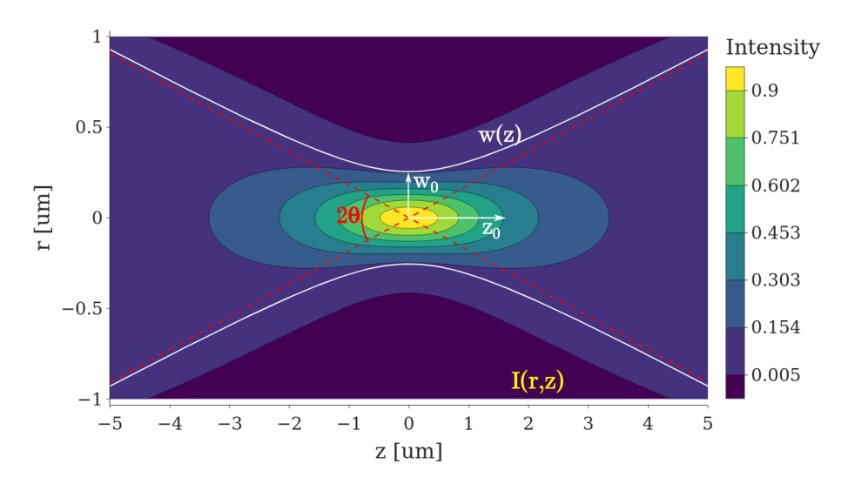 Intensity
1
0.5
0
−0.5
−1
r [um]
w(z)
w0
2θ
z0
I(r,z)
−5 −4 −3 −2 −1 0 1 2 3 4 5
z [um]
0.9
0.751
0.602
0.453
0.303
0.154
0.005